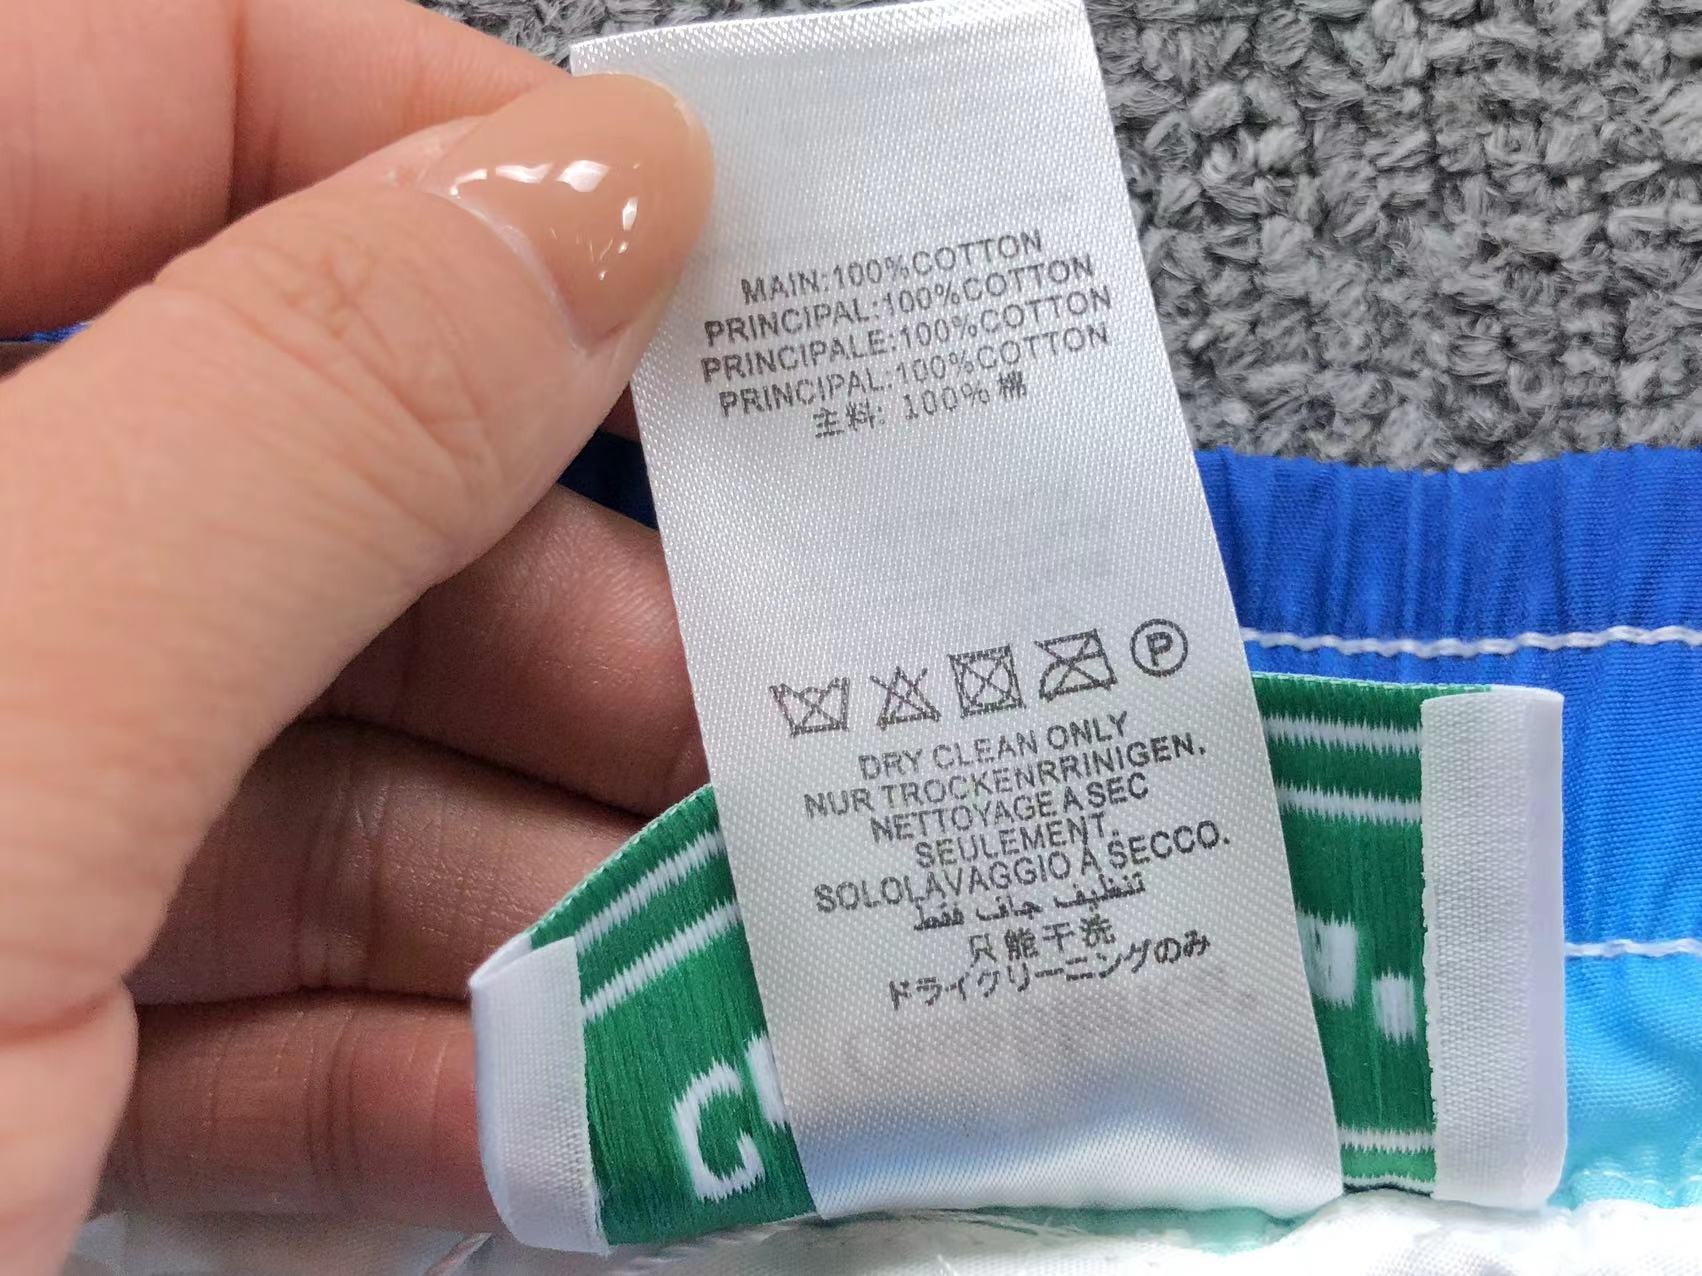 MAIN:100%COTTON
PRINCIPAL:100%COTTON
PRINCIPALE:100%COTTON
PRINCIPAL:100%COTTON
主料: 100% 棉
P
DRY CLEAN ONLY
NUR TROCKENRRINIGEN.
NETTOYAGE A SEC
SEULEMENT.
SOLOLAVAGGIO A SECCO.
تنظيف جاف فقط
只能干洗
ドライクリーニングのみ
G